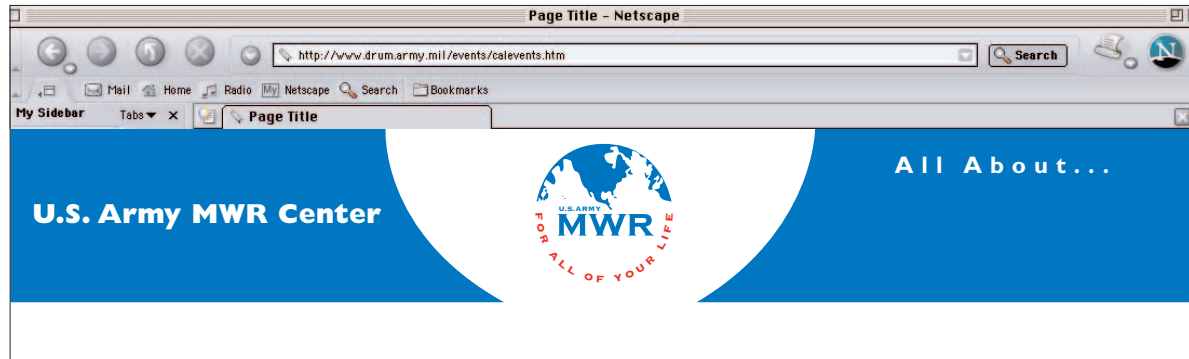 Page Title - Netscape
http://www.drum.army.mil/events/calevents.htm
Search
N
Mail Home Radio My Netscape Search Bookmarks
My Sidebar Tabs Page Title
All About...
U.S. Army MWR Center
U.S.ARMY
MWR
FOR ALL OF YOUR LIFE